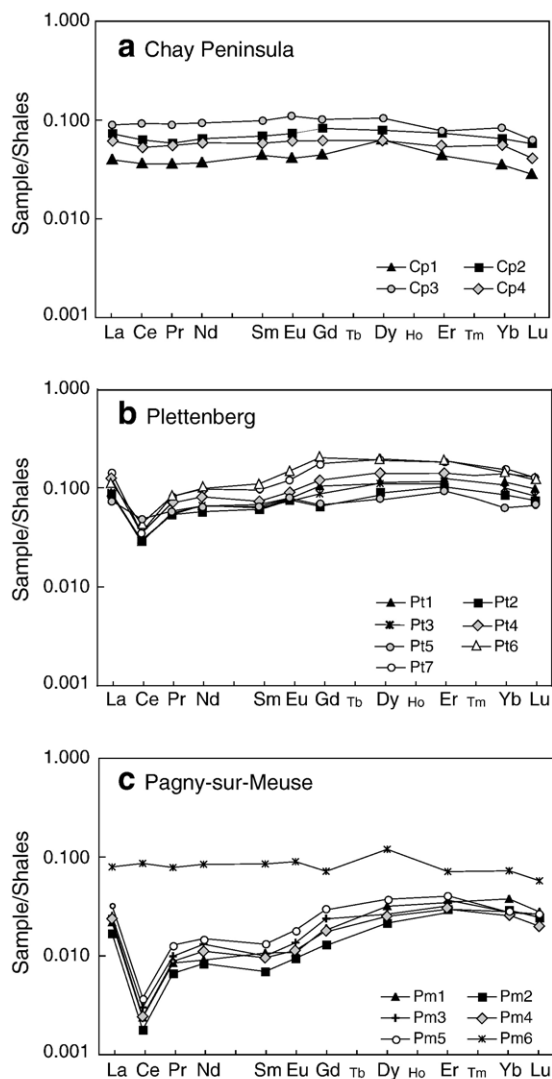 a Chay Peninsula
Sample/Shales
1.000
0.100
0.010
0.001
Cp1 Cp2
Cp3 Cp4
La Ce Pr Nd Sm Eu Gd Tb Dy Ho Er Tm Yb Lu
b Plettenberg
Sample/Shales
1.000
0.100
0.010
0.001
Pt1 Pt2
Pt3 Pt4
Pt5 Pt6
Pt7
La Ce Pr Nd Sm Eu Gd Tb Dy Ho Er Tm Yb Lu
c Pagny-sur-Meuse
Sample/Shales
1.000
0.100
0.010
0.001
Pm1 Pm2
Pm3 Pm4
Pm5 Pm6
La Ce Pr Nd Sm Eu Gd Tb Dy Ho Er Tm Yb Lu